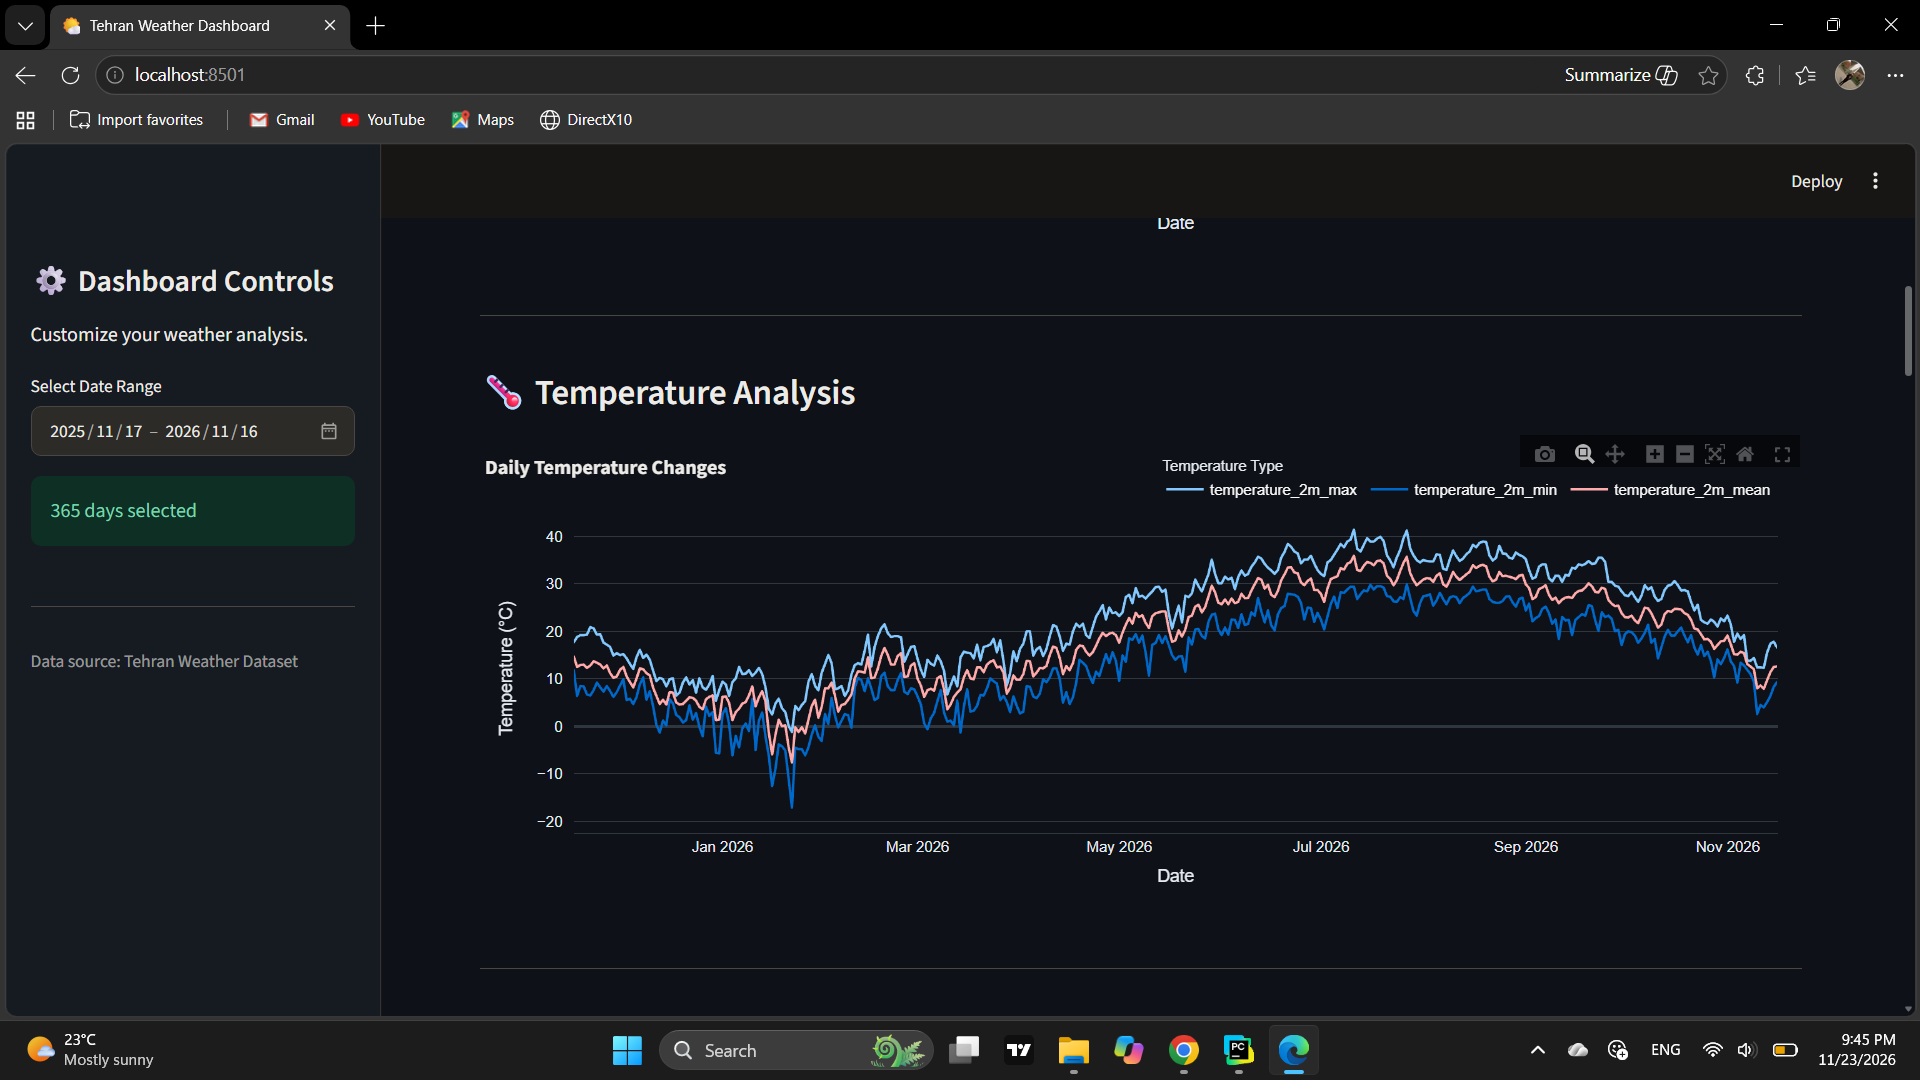 Tehran Weather Dashboard
localhost:8501
Summarize
Import favorites
Gmail
YouTube
Maps
DirectX10
Deploy
Dashboard Controls
Customize your weather analysis.
Select Date Range
2025/11/17 – 2026/11/16
365 days selected
Data source: Tehran Weather Dataset
Date
Temperature Analysis
Daily Temperature Changes
Temperature Type
temperature_2m_max
temperature_2m_min
temperature_2m_mean
Temperature (°C)
40
30
20
10
0
−10
−20
Jan 2026
Mar 2026
May 2026
Jul 2026
Sep 2026
Nov 2026
Date
23°C
Mostly sunny
Search
PC
ENG
9:45 PM
11/23/2026